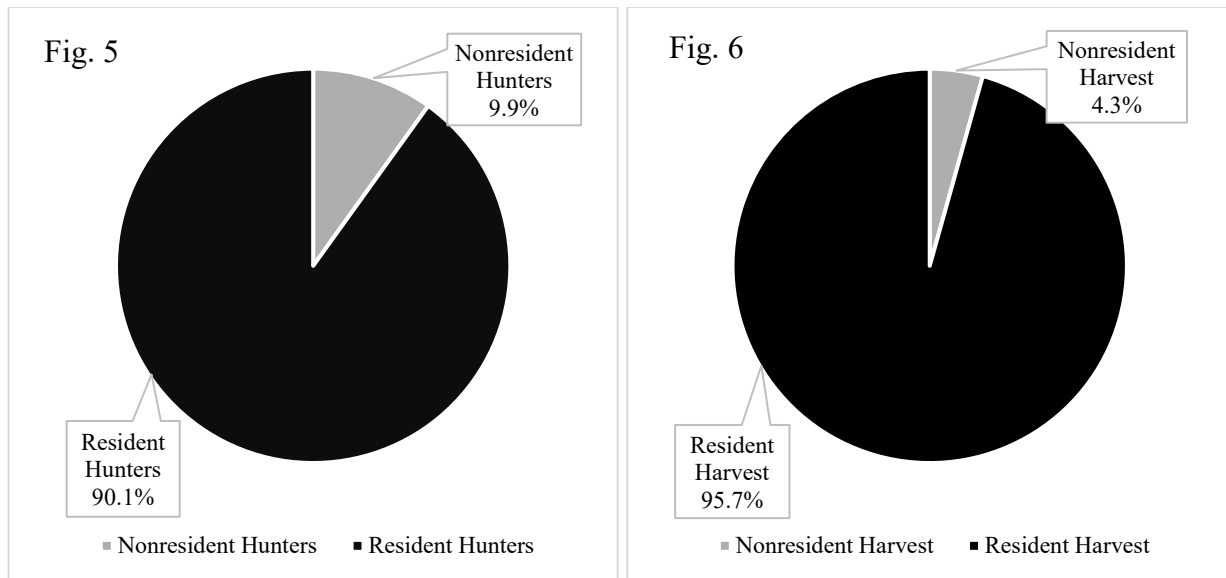 Fig. 5
Nonresident
Hunters
9.9%
Resident
Hunters
90.1%
Nonresident Hunters Resident Hunters
Fig. 6
Nonresident
Harvest
4.3%
Resident
Harvest
95.7%
Nonresident Harvest Resident Harvest